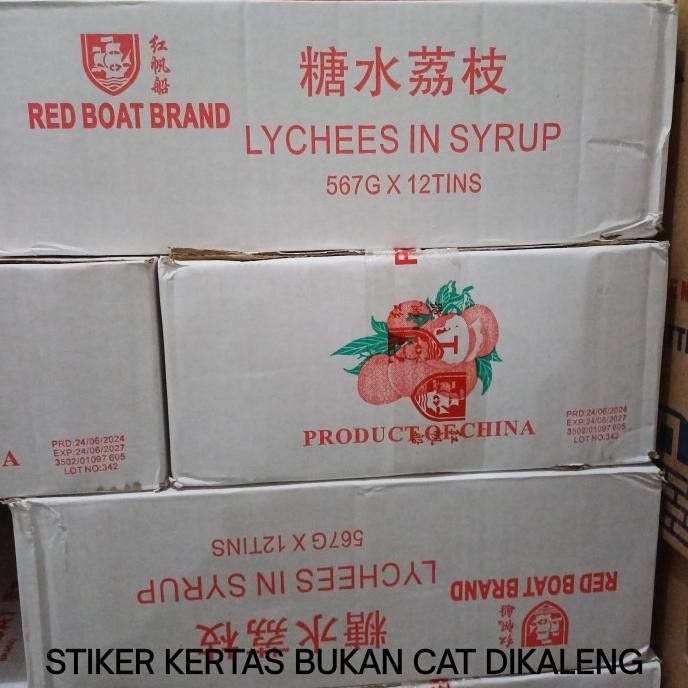 红帆船
糖水荔枝
RED BOAT BRAND
LYCHEES IN SYRUP
567G X 12TINS
A
PRD:24/06/2024
EXP:24/06/2027
3502/01097 605
LOT NO:342
PRODUCT OF CHINA
PRD:24/06/2024
EXP:24/06/2027
3502/01097 605
LOT NO:342
567G X 12TINS
LYCHEES IN SYRUP
RED BOAT BRAND
糖水荔枝
红帆船
STIKER KERTAS BUKAN CAT DIKALENG